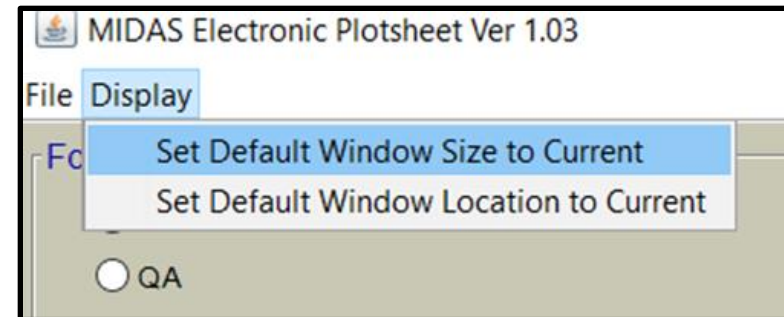 MIDAS Electronic Plotsheet Ver 1.03
File Display
Set Default Window Size to Current
Set Default Window Location to Current
QA